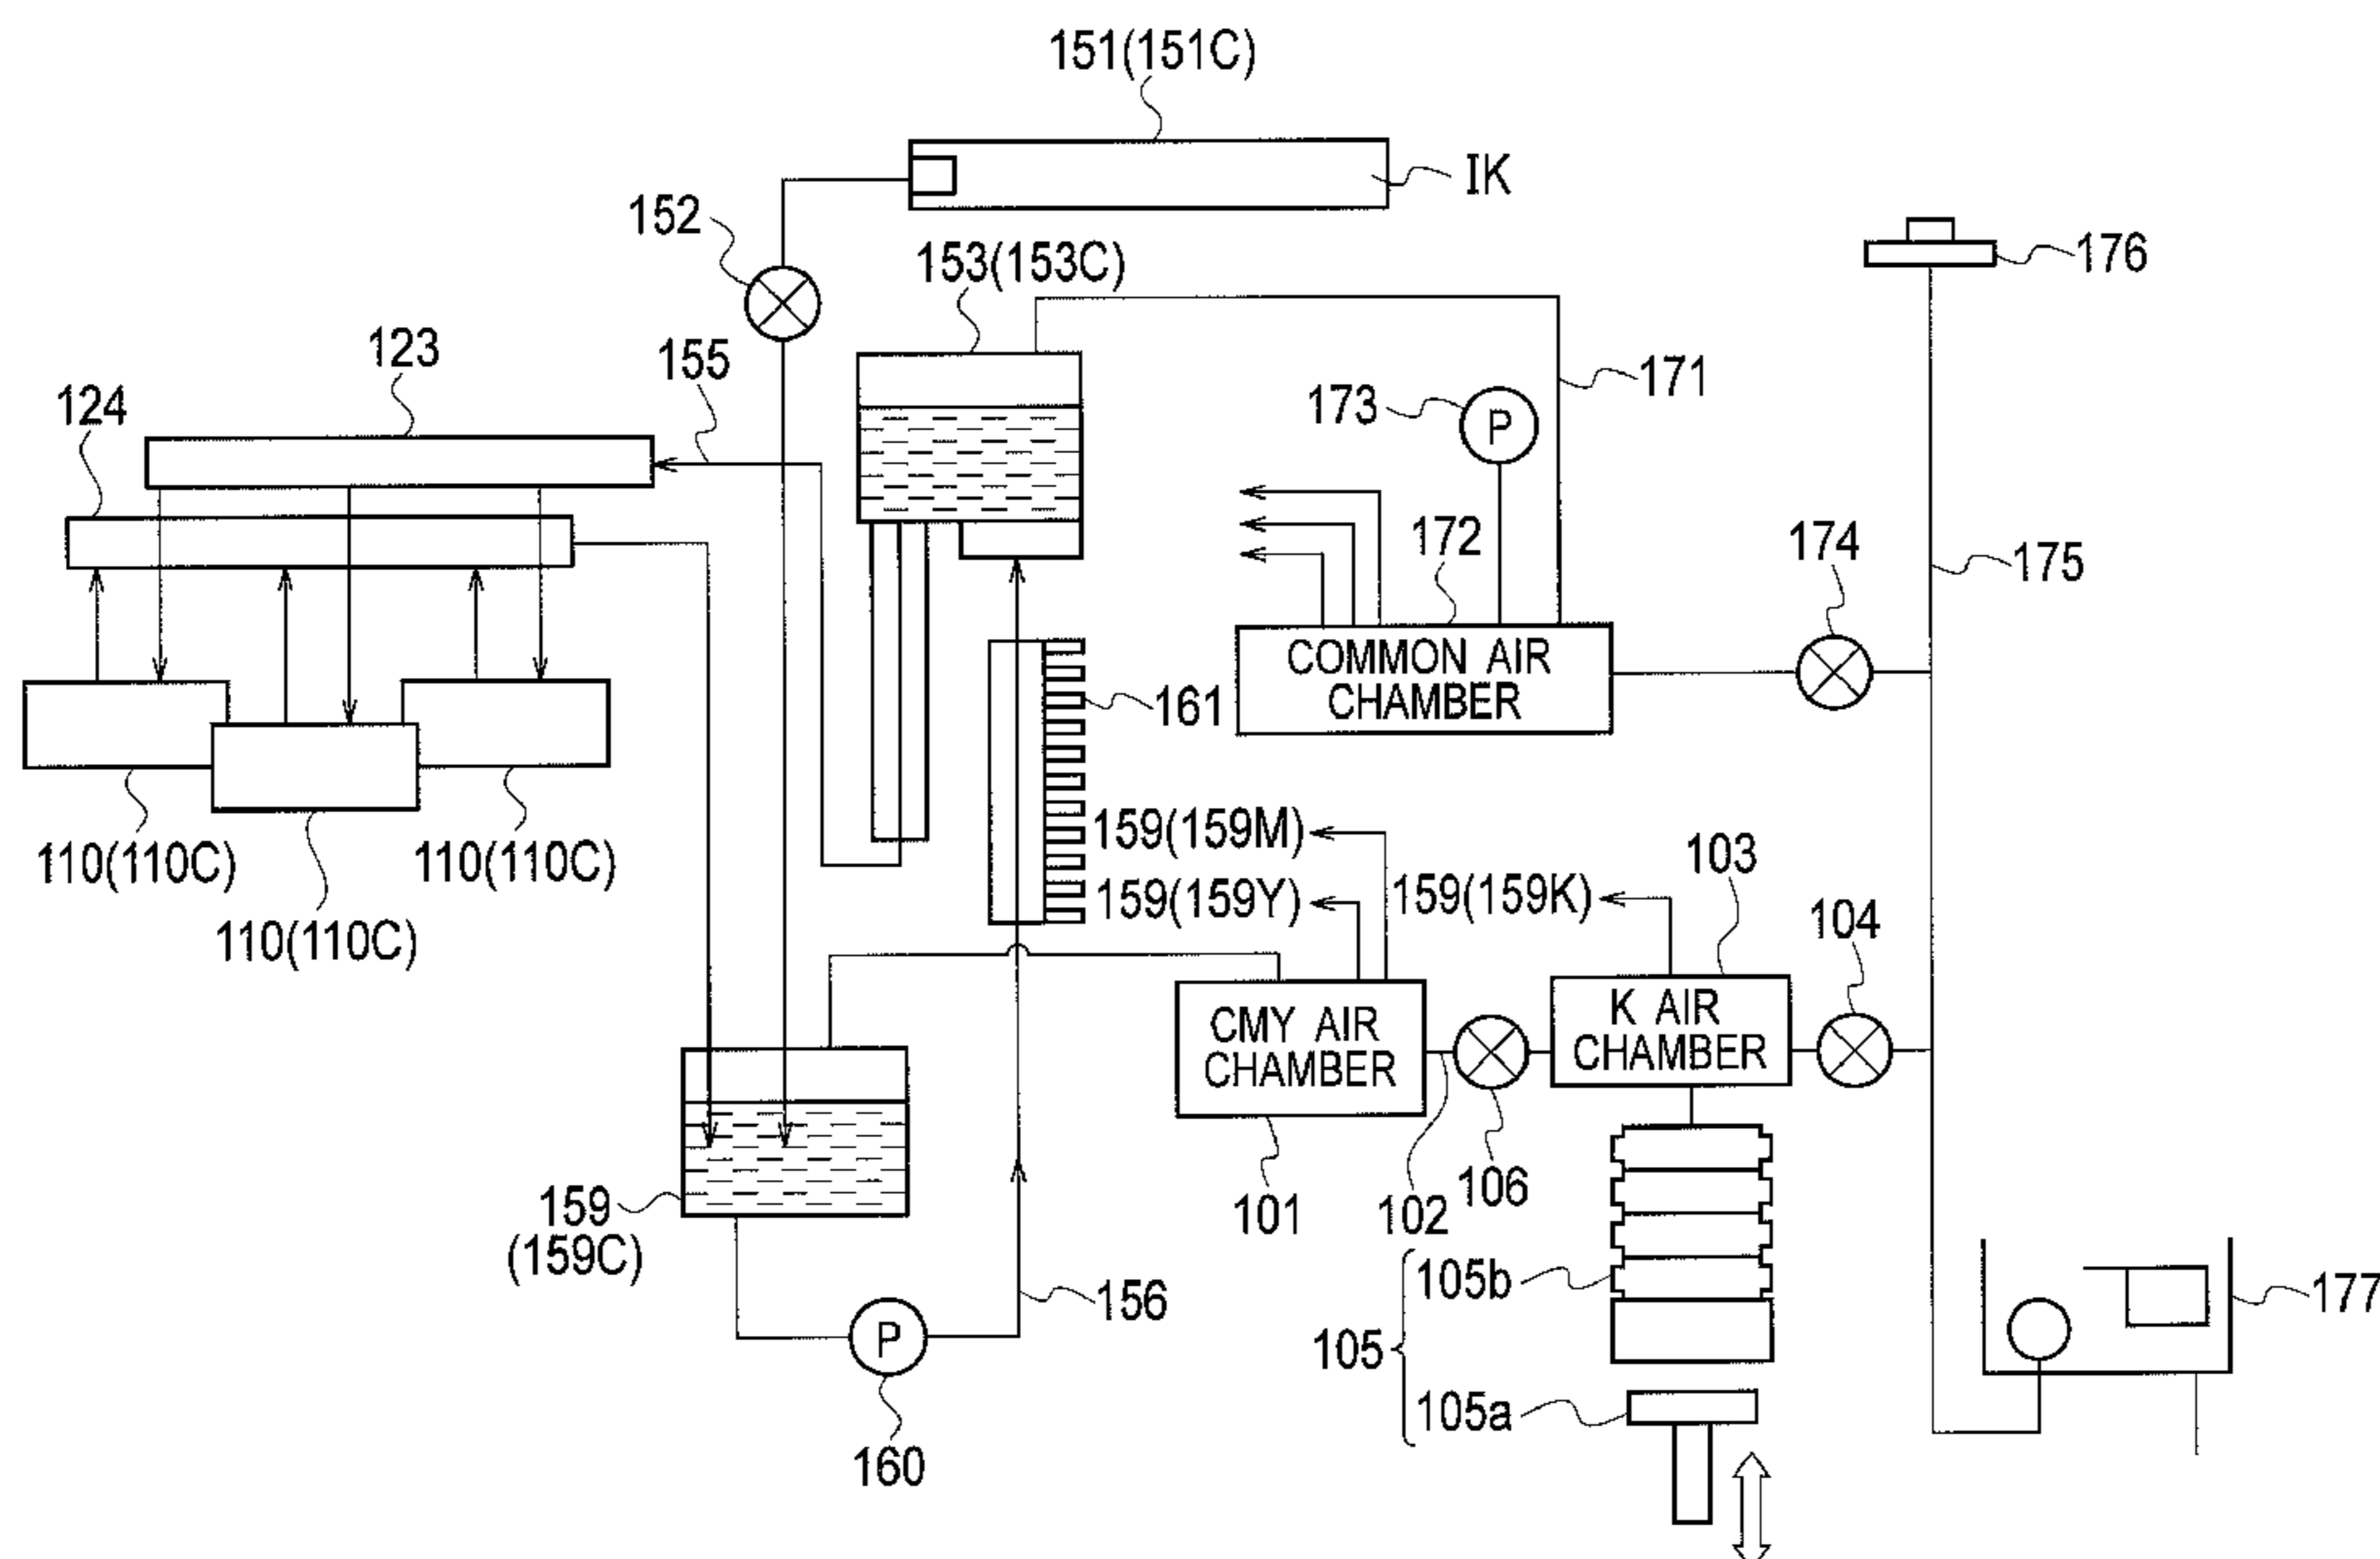 151(151C)
IK
152
153(153C)
176
123
155
171
124
173
P
172
174
175
COMMON AIR
CHAMBER
161
159(159M)
103
110(110C)
110(110C)
159(159Y)
159(159K)
104
110(110C)
CMY AIR
CHAMBER
K AIR
CHAMBER
159
(159C)
101
102
106
105b
156
177
105
P
105a
160